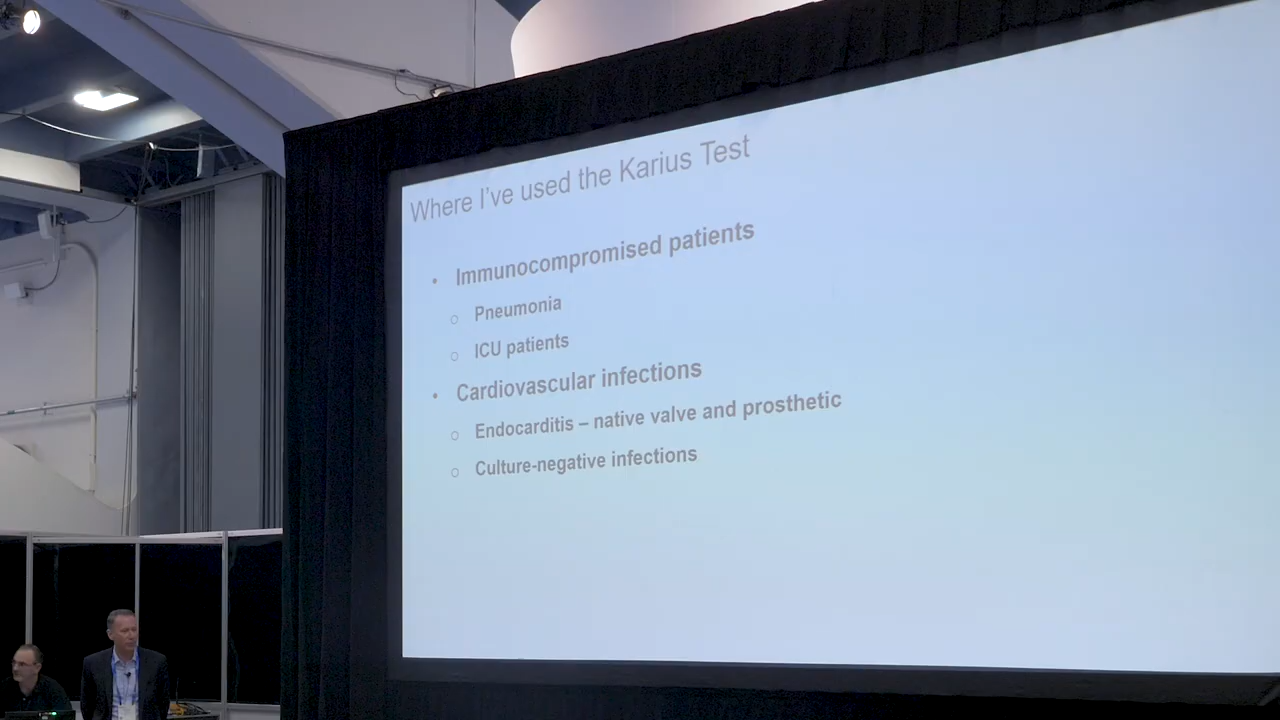 Where I've used the Karius Test
• Immunocompromised patients
○ Pneumonia
○ ICU patients
• Cardiovascular infections
○ Endocarditis – native valve and prosthetic
○ Culture-negative infections